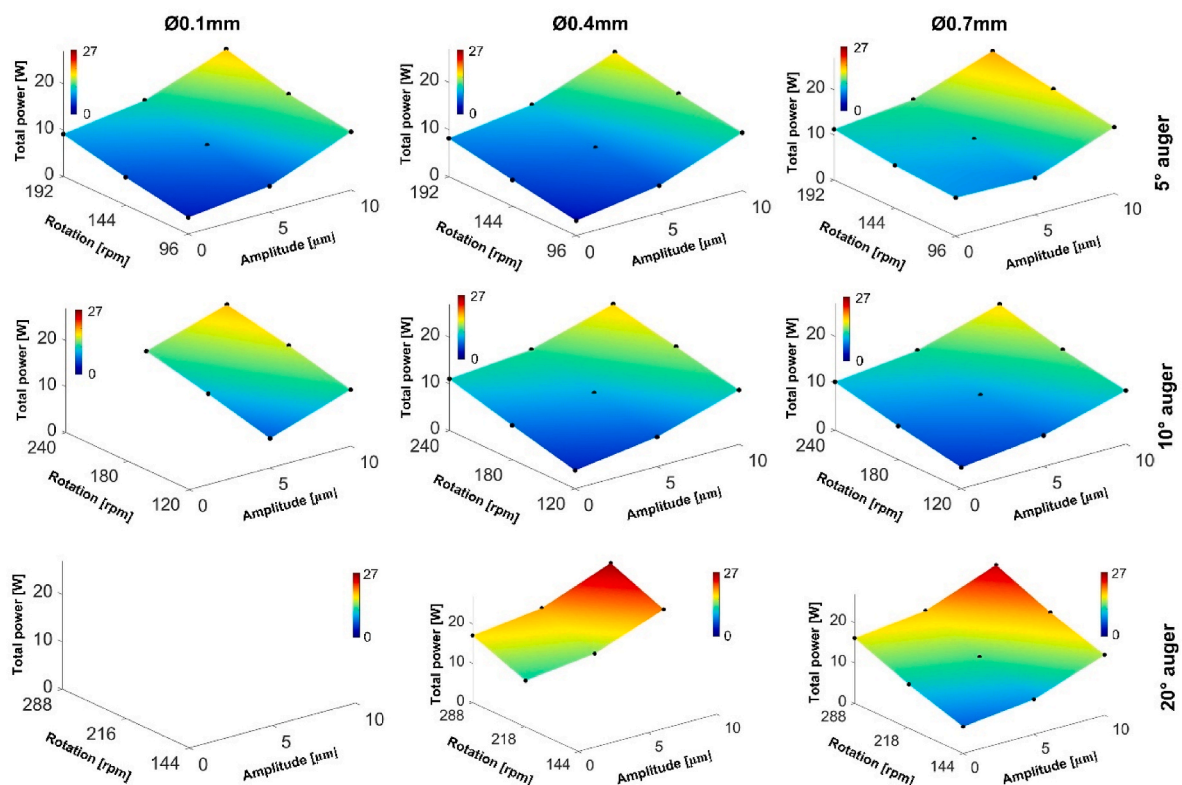 Ø0.1mm Ø0.4mm Ø0.7mm
Total power [W] 20 10 0 27 0 192 144 96 Rotation [rpm] 0 5 10 Amplitude [µm]
Total power [W] 20 10 0 27 0 192 144 96 Rotation [rpm] 0 5 10 Amplitude [µm]
Total power [W] 20 10 0 27 0 192 144 96 Rotation [rpm] 0 5 10 Amplitude [µm]
5° auger
Total power [W] 20 10 0 27 0 240 180 120 Rotation [rpm] 0 5 10 Amplitude [µm]
Total power [W] 20 10 0 27 0 240 180 120 Rotation [rpm] 0 5 10 Amplitude [µm]
Total power [W] 20 10 0 27 0 240 180 120 Rotation [rpm] 0 5 10 Amplitude [µm]
10° auger
Total power [W] 20 10 0 27 0 288 216 144 Rotation [rpm] 0 5 10 Amplitude [µm]
Total power [W] 20 10 0 27 0 288 218 144 Rotation [rpm] 0 5 10 Amplitude [µm]
Total power [W] 20 10 0 27 0 288 218 144 Rotation [rpm] 0 5 10 Amplitude [µm]
20° auger